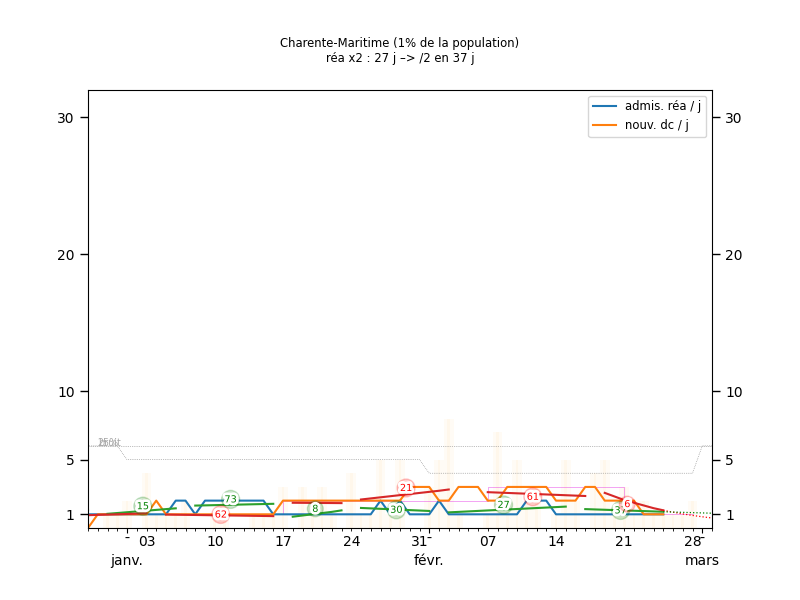 Charente-Maritime (1% de la population)
réa x2 : 27 j –> /2 en 37 j
admis. réa / j
nouv. dc / j
30 30
20 20
10 10
5 5
1 1
15 62 73 8 30 21 27 61 37 6
- 03 10 17 24 31- 07 14 21 28-
janv. févr. mars